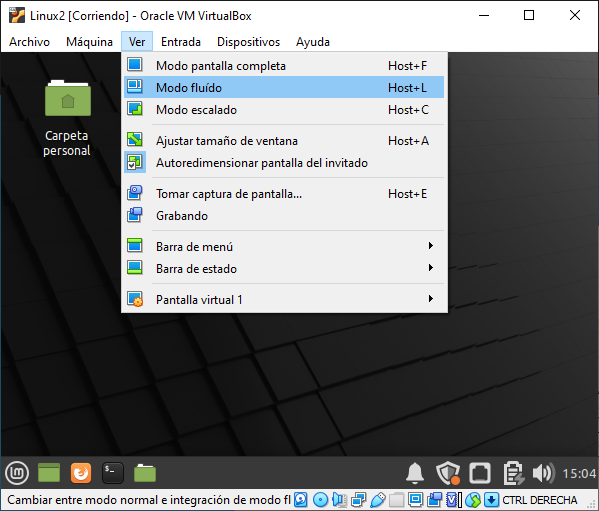 Linux2 [Corriendo] - Oracle VM VirtualBox
Archivo Máquina Ver Entrada Dispositivos Ayuda
Modo pantalla completa Host+F
Modo fluído Host+L
Modo escalado Host+C
Ajustar tamaño de ventana Host+A
Autoredimensionar pantalla del invitado
Tomar captura de pantalla... Host+E
Grabando
Barra de menú
Barra de estado
Pantalla virtual 1
Carpeta
personal
15:04
Cambiar entre modo normal e integración de modo fl CTRL DERECHA